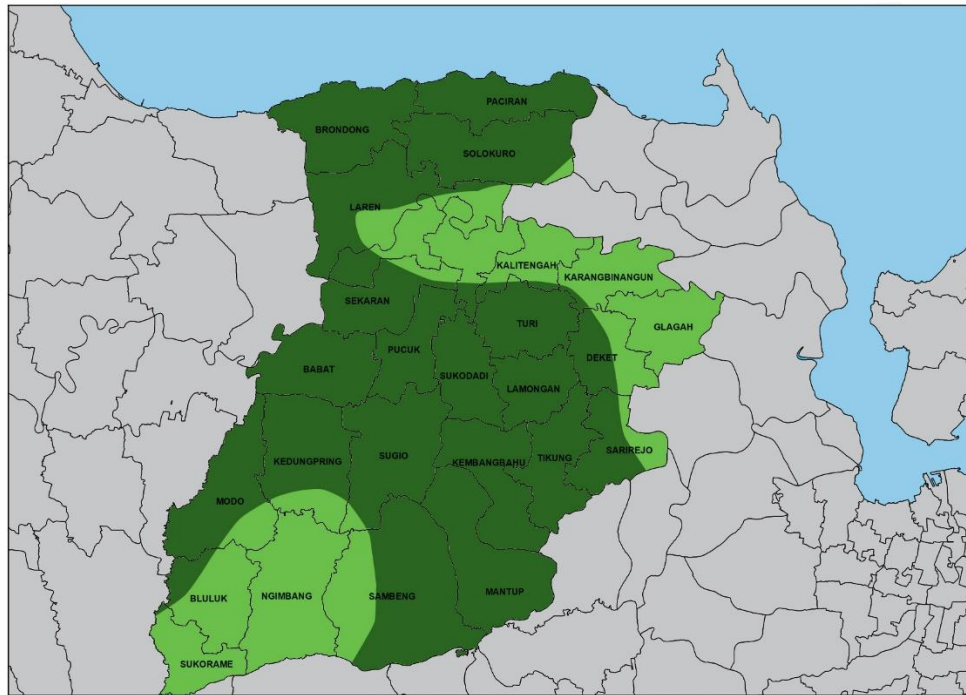 PACIRAN
BRONDONG
SOLOKURO
LAREN
KALITENGAH
KARANGBINANGUN
SEKARAN
TURI
GLAGAH
PUCUK
DEKET
BABAT
SUKODADI
LAMONGAN
SUGIO
SARIREJO
KEDUNGPRING
KEMBANGBAHU
TIKUNG
MODO
MANTUP
BLULUK
NGIMBANG
SAMBENG
SUKORAME